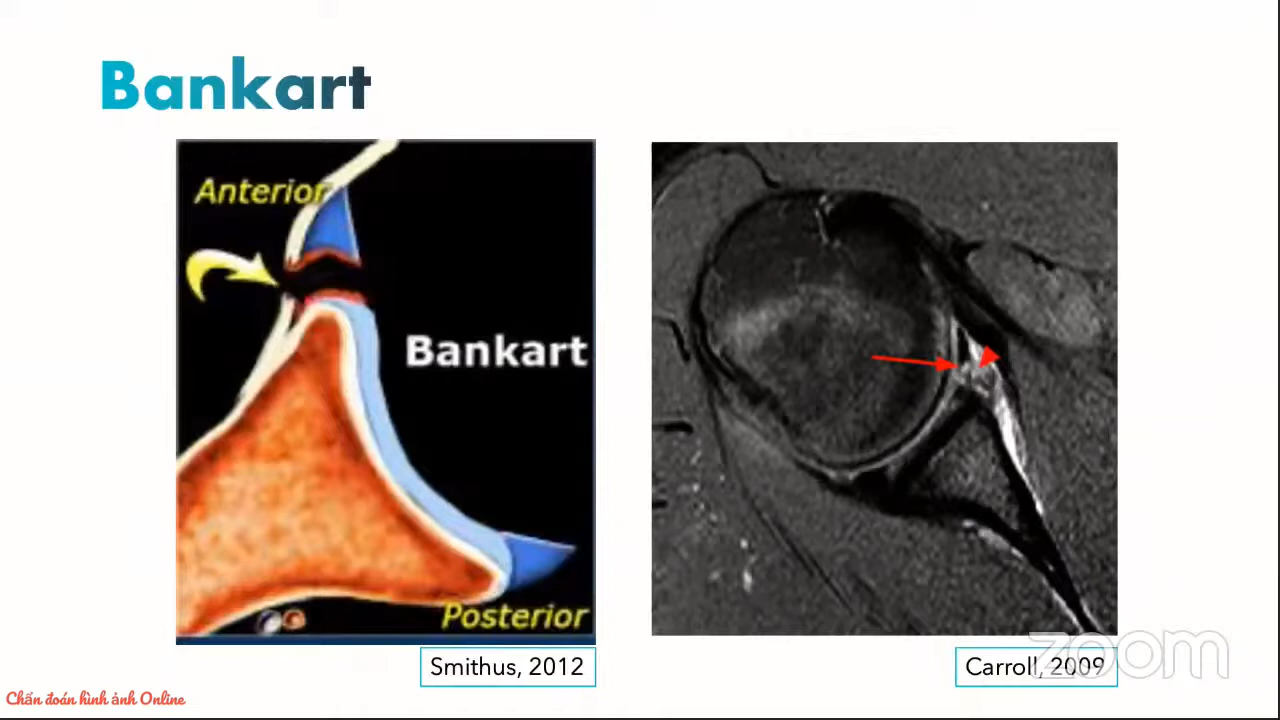 Bankart
Anterior
Bankart
Posterior
Smithus, 2012
Carroll, 2009
zoom
Chẩn đoán hình ảnh Online